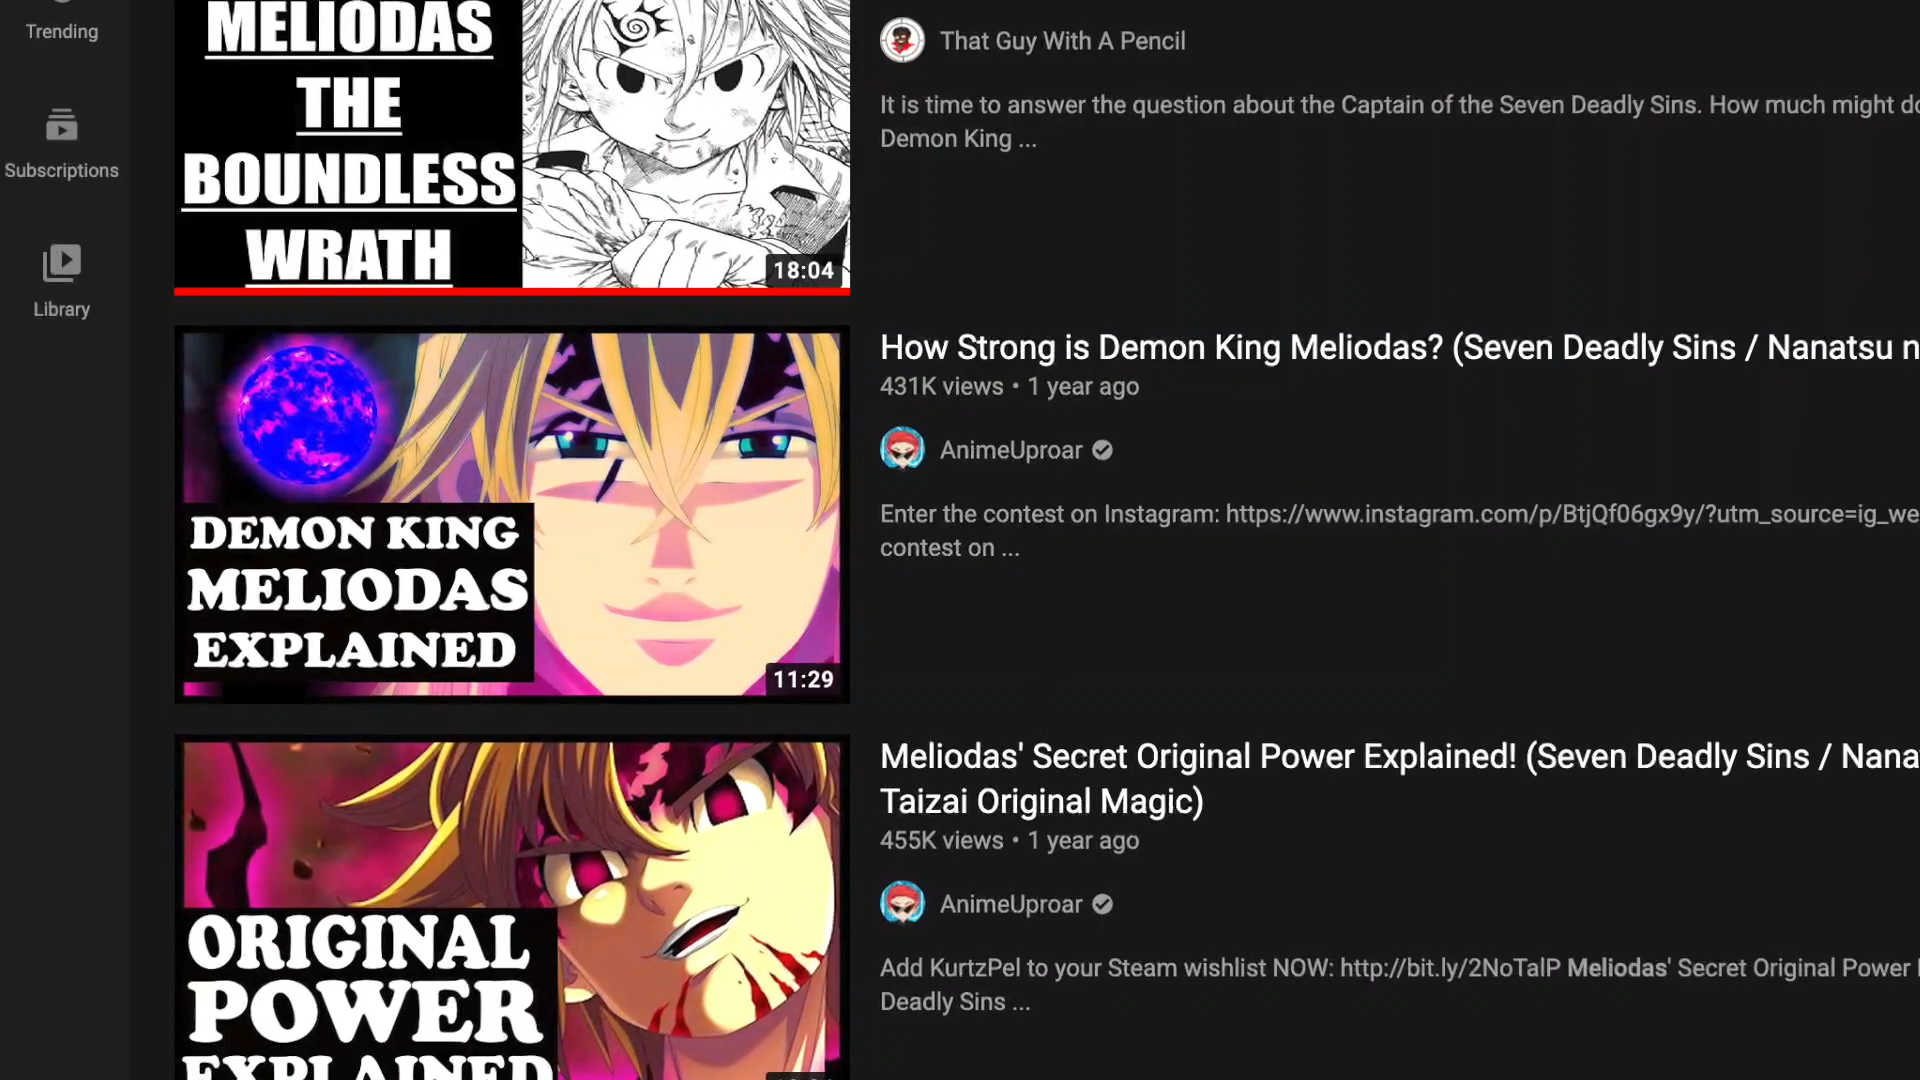 Trending
Subscriptions
Library
MELIODAS
THE
BOUNDLESS
WRATH
18:04
That Guy With A Pencil
It is time to answer the question about the Captain of the Seven Deadly Sins. How much might
Demon King ...
DEMON KING
MELIODAS
EXPLAINED
11:29
How Strong is Demon King Meliodas? (Seven Deadly Sins / Nanatsu n
431K views • 1 year ago
AnimeUproar
Enter the contest on Instagram: https://www.instagram.com/p/BtjQf06gx9y/?utm_source=ig_we
contest on ...
ORIGINAL
POWER
EXPLAINED
Meliodas' Secret Original Power Explained! (Seven Deadly Sins / Nana
Taizai Original Magic)
455K views • 1 year ago
AnimeUproar
Add KurtzPel to your Steam wishlist NOW: http://bit.ly/2NoTalP Meliodas' Secret Original Power
Deadly Sins ...